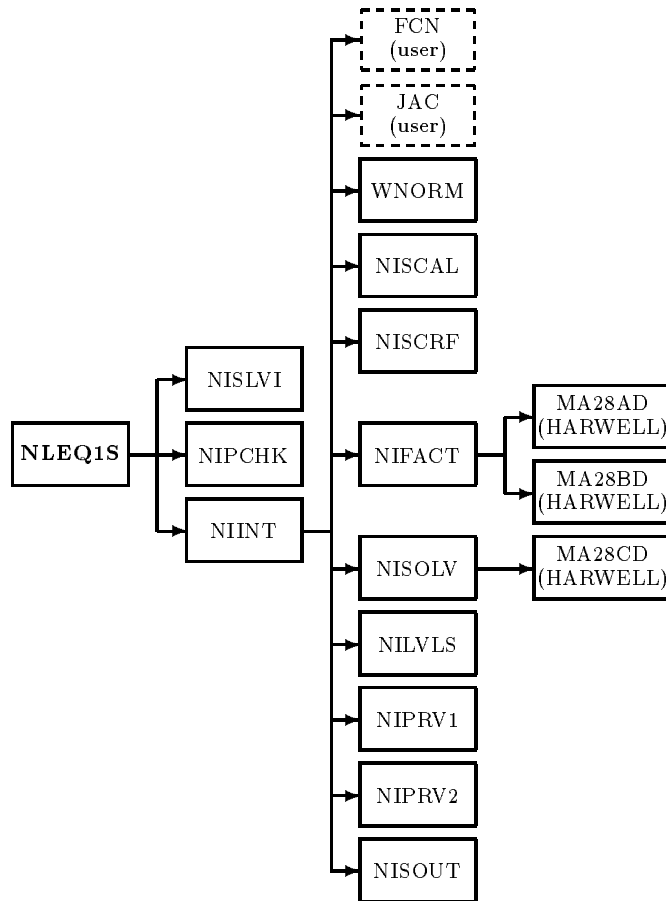 FCN
(user)
JAC
(user)
WNORM
NISCAL
NISCRF
NISLVI
MA28AD
(HARWELL)
NLEQ1S
NIPCHK
NIFACT
MA28BD
(HARWELL)
NIINT
MA28CD
(HARWELL)
NISOLV
NILVLS
NIPRV1
NIPRV2
NISOUT